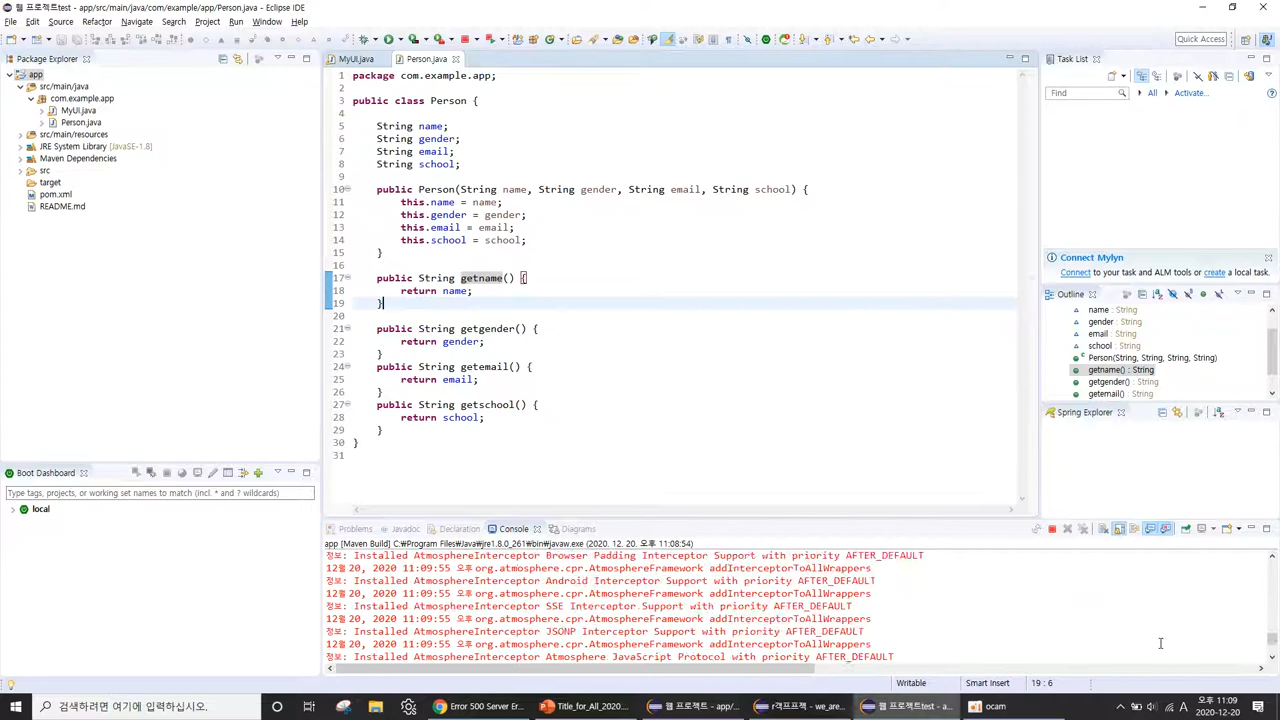 웹 프로젝트test - app/src/main/java/com/example/app/Person.java - Eclipse IDE
File Edit Source Refactor Navigate Search Project Run Window Help
Quick Access
Package Explorer
app
src/main/java
com.example.app
MyUI.java
Person.java
src/main/resources
JRE System Library [JavaSE-1.8]
Maven Dependencies
src
target
pom.xml
README.md
Boot Dashboard
Type tags, projects, or working set names to match (incl. * and ? wildcards)
local
MyUI.java Person.java
1 package com.example.app;
2
3 public class Person {
4
5 String name;
6 String gender;
7 String email;
8 String school;
9
10 public Person(String name, String gender, String email, String school) {
11 this.name = name;
12 this.gender = gender;
13 this.email = email;
14 this.school = school;
15 }
16
17 public String getname() {
18 return name;
19 }
20
21 public String getgender() {
22 return gender;
23 }
24 public String getemail() {
25 return email;
26 }
27 public String getschool() {
28 return school;
29 }
30 }
31
Problems Javadoc Declaration Console Diagrams
app [Maven Build] C:₩Program Files₩Java₩jre1.8.0_261₩bin₩javaw.exe (2020. 12. 20. 오후 11:08:54)
정보: Installed AtmosphereInterceptor Browser Padding Interceptor Support with priority AFTER_DEFAULT
12월 20, 2020 11:09:55 오후 org.atmosphere.cpr.AtmosphereFramework addInterceptorToAllWrappers
정보: Installed AtmosphereInterceptor Android Interceptor Support with priority AFTER_DEFAULT
12월 20, 2020 11:09:55 오후 org.atmosphere.cpr.AtmosphereFramework addInterceptorToAllWrappers
정보: Installed AtmosphereInterceptor SSE Interceptor Support with priority AFTER_DEFAULT
12월 20, 2020 11:09:55 오후 org.atmosphere.cpr.AtmosphereFramework addInterceptorToAllWrappers
정보: Installed AtmosphereInterceptor JSONP Interceptor Support with priority AFTER_DEFAULT
12월 20, 2020 11:09:55 오후 org.atmosphere.cpr.AtmosphereFramework addInterceptorToAllWrappers
정보: Installed AtmosphereInterceptor Atmosphere JavaScript Protocol with priority AFTER_DEFAULT
Task List
Find All Activate...
Connect Mylyn
Connect to your task and ALM tools or create a local task.
Outline
name : String
gender : String
email : String
school : String
Person(String, String, String, String)
getname() : String
getgender() : String
getemail() : String
Spring Explorer
Writable Smart Insert 19 : 6
검색하려면 여기에 입력하십시오.
Error 500 Server Er...
Title_for_All_2020....
웹 프로젝트 - app/...
r객프프젝 - we_are...
웹 프로젝트test - a...
ocam
오후 11:09
2020-12-20